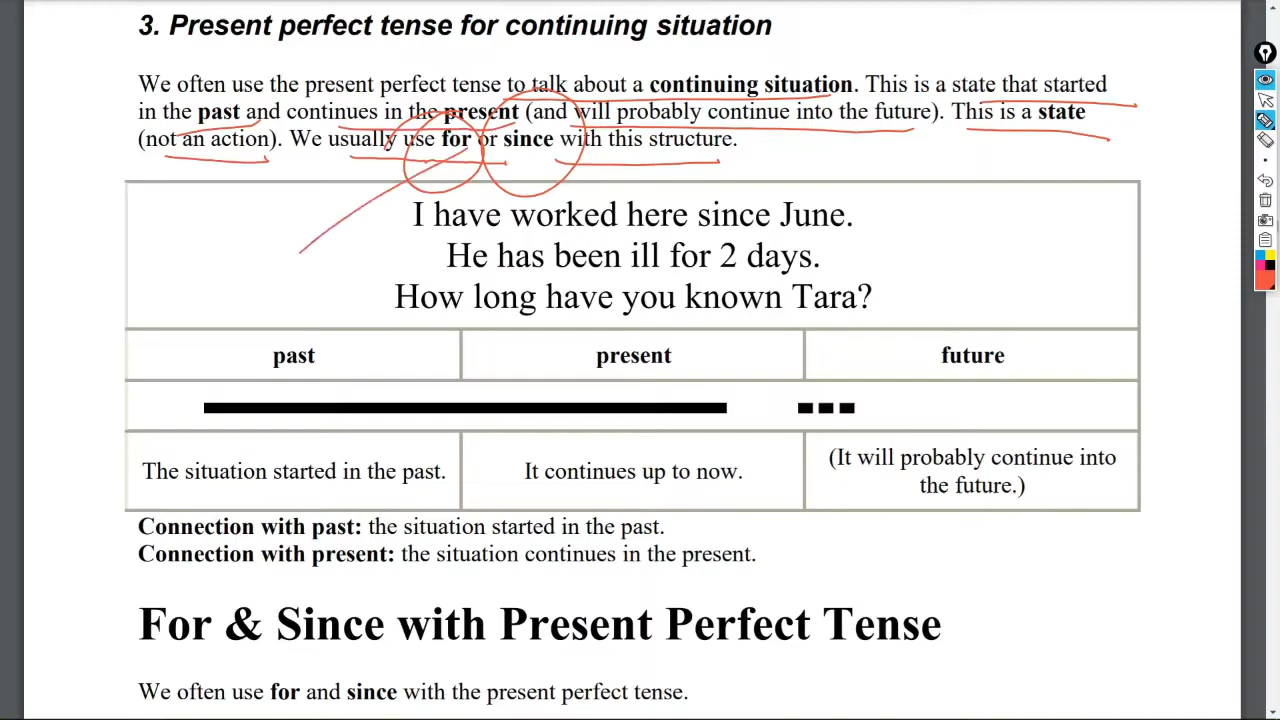 3. Present perfect tense for continuing situation
We often use the present perfect tense to talk about a continuing situation. This is a state that started
in the past and continues in the present (and will probably continue into the future). This is a state
(not an action). We usually use for or since with this structure.
I have worked here since June.
He has been ill for 2 days.
How long have you known Tara?
past present future
The situation started in the past. It continues up to now. (It will probably continue into
the future.)
Connection with past: the situation started in the past.
Connection with present: the situation continues in the present.
For & Since with Present Perfect Tense
We often use for and since with the present perfect tense.